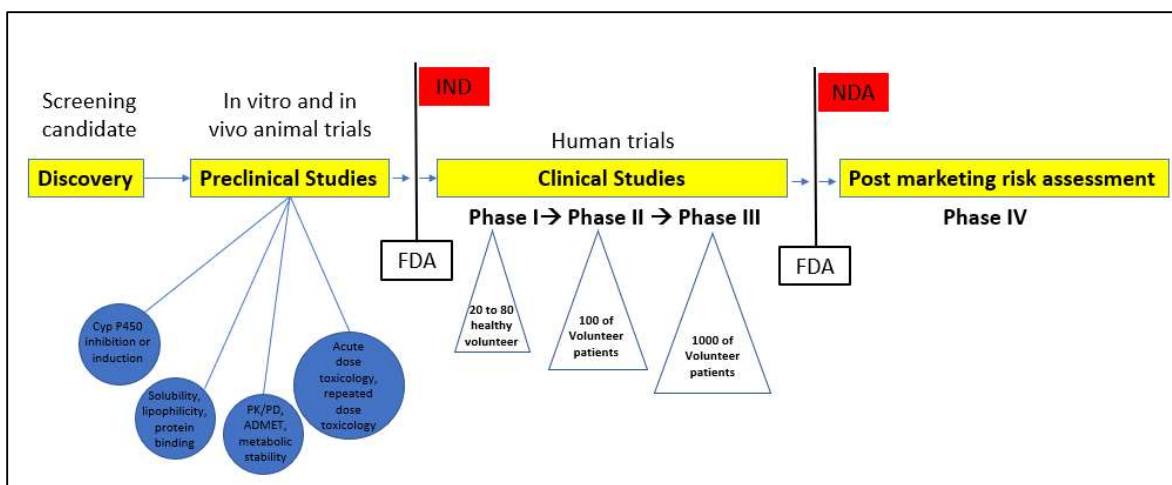 Screening
candidate
In vitro and in
vivo animal trials
IND
Human trials
NDA
Discovery
Preclinical Studies
Clinical Studies
Post marketing risk assessment
Phase I→ Phase II → Phase III
Phase IV
FDA
FDA
Cyp P450
inhibition or
induction
Solubility,
lipophilicity,
protein
binding
PK/PD,
ADMET,
metabolic
stability
Acute
dose
toxicology,
repeated
dose
toxicology
20 to 80
healthy
volunteer
100 of
Volunteer
patients
1000 of
Volunteer
patients